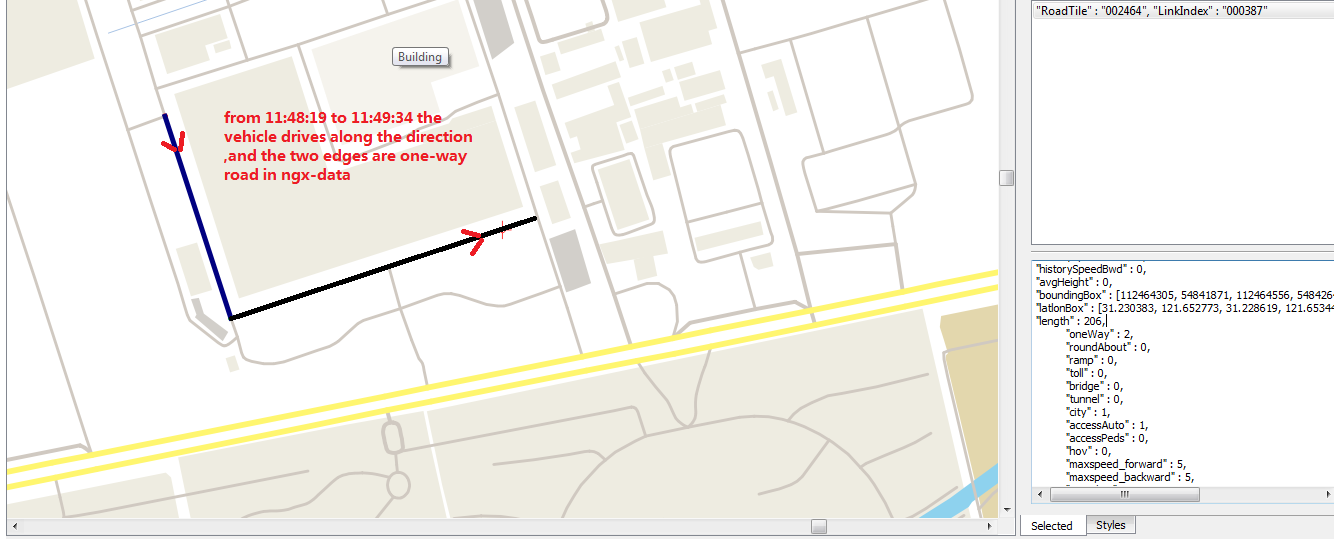 "RoadTile" : "002464", "LinkIndex" : "000387"
Building
from 11:48:19 to 11:49:34 the
vehicle drives along the direction
,and the two edges are one-way
road in ngx-data
"historySpeedBwd" : 0,
"avgHeight" : 0,
"boundingBox" : [112464305, 54841871, 112464556, 548426
"latlonBox" : [31.230383, 121.652773, 31.228619, 121.65344
"length" : 206,
"oneWay" : 2,
"roundAbout" : 0,
"ramp" : 0,
"toll" : 0,
"bridge" : 0,
"tunnel" : 0,
"city" : 1,
"accessAuto" : 1,
"accessPeds" : 0,
"hov" : 0,
"maxspeed_forward" : 5,
"maxspeed_backward" : 5,
Selected
Styles